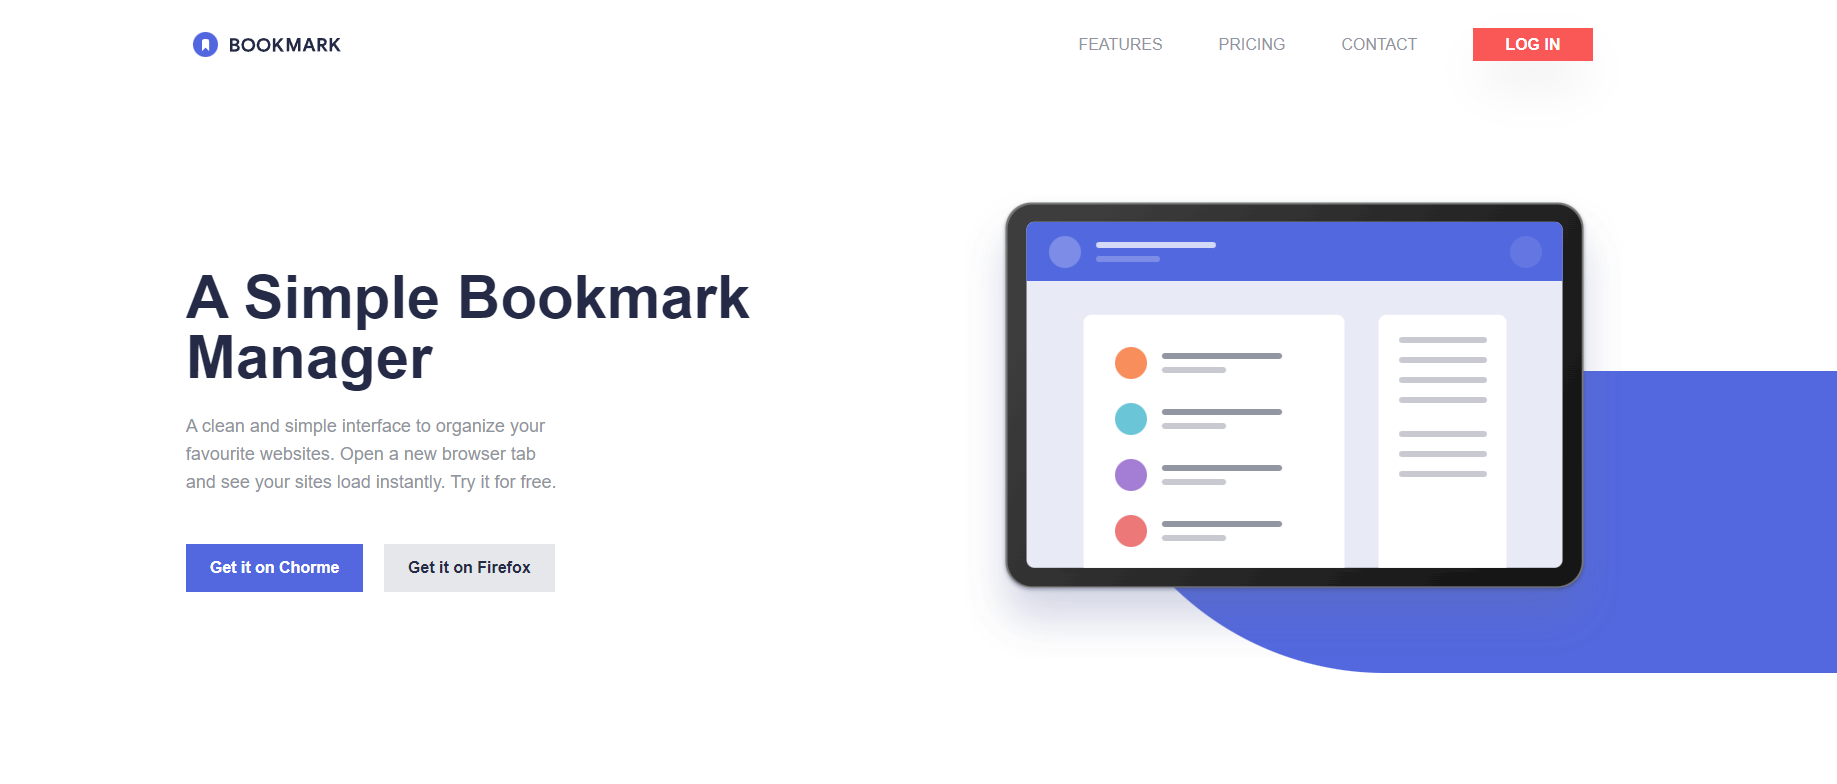 BOOKMARK
FEATURES
PRICING
CONTACT
LOG IN
A Simple Bookmark
Manager
A clean and simple interface to organize your
favourite websites. Open a new browser tab
and see your sites load instantly. Try it for free.
Get it on Chorme
Get it on Firefox